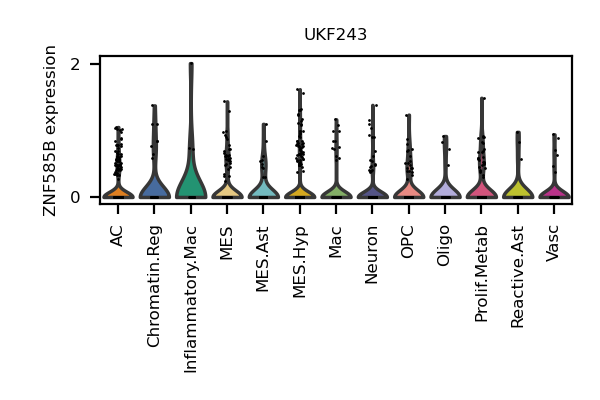 UKF243
ZNF585B expression
2
0
AC
Chromatin.Reg
Inflammatory.Mac
MES
MES.Ast
MES.Hyp
Mac
Neuron
OPC
Oligo
Prolif.Metab
Reactive.Ast
Vasc